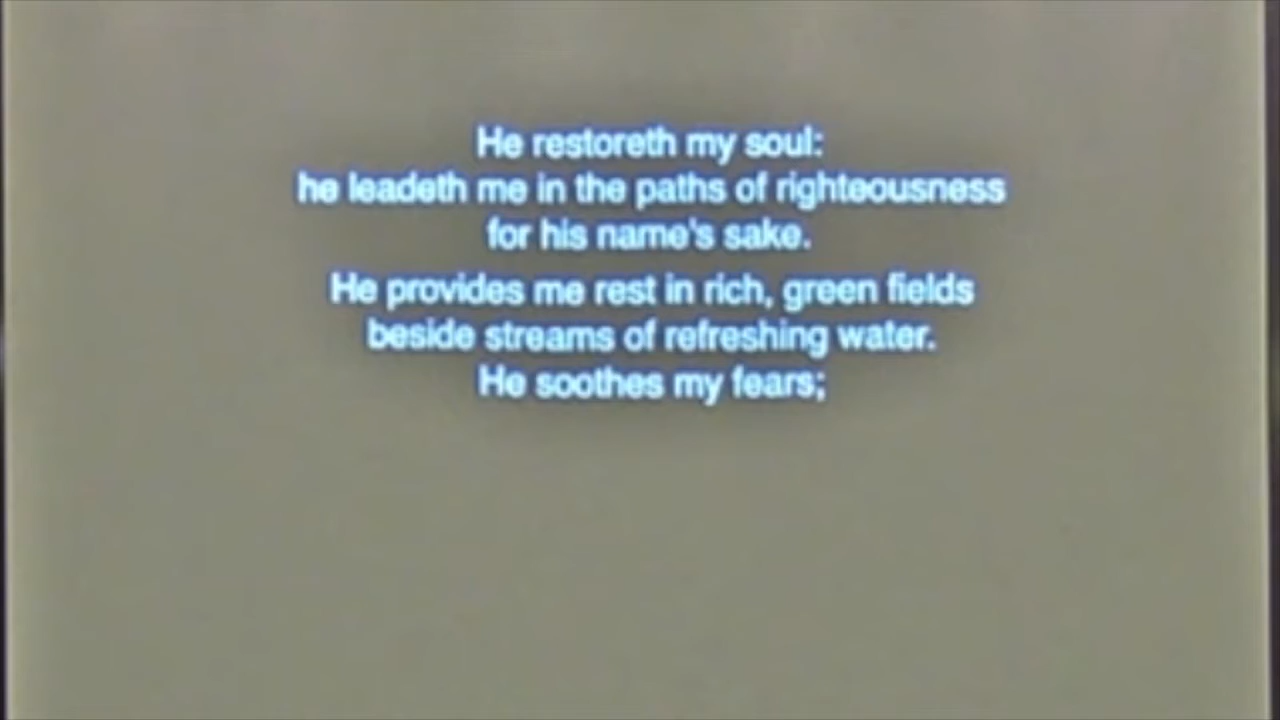 He restoreth my soul:
he leadeth me in the paths of righteousness
for his name's sake.
He provides me rest in rich, green fields
beside streams of refreshing water.
He soothes my fears;